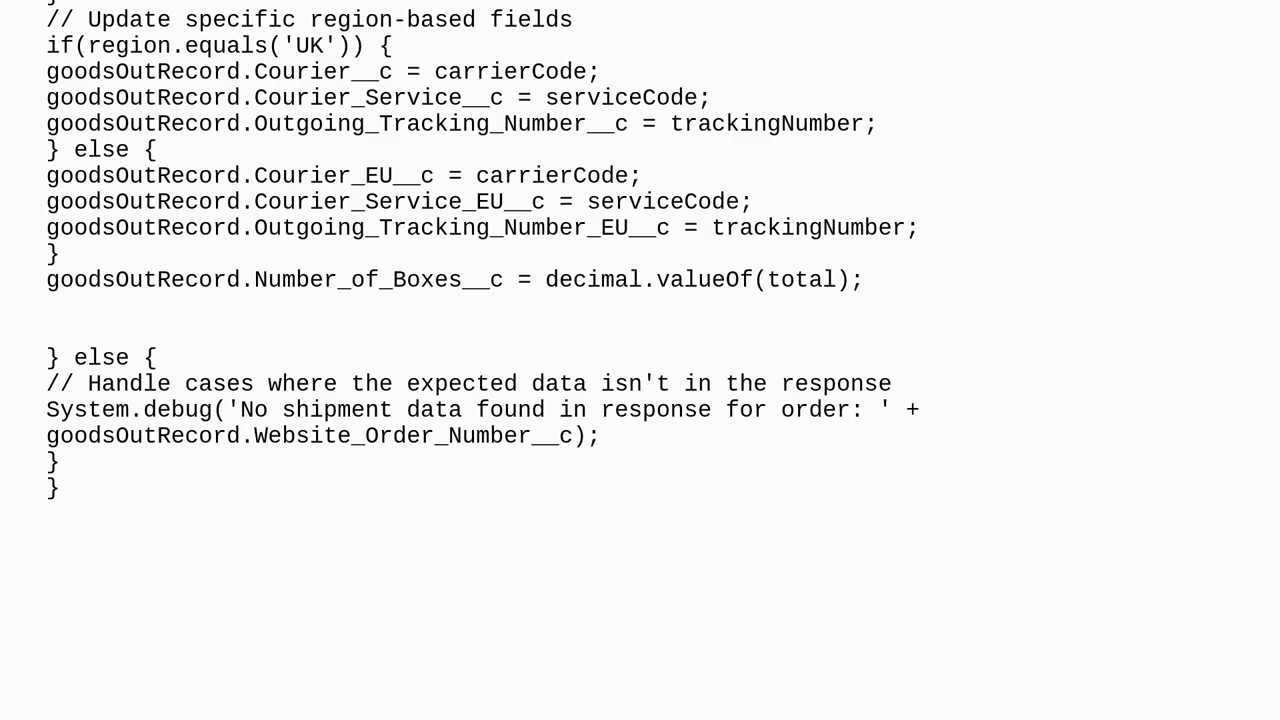 }
// Update specific region-based fields
if(region.equals('UK')) {
goodsOutRecord.Courier__c = carrierCode;
goodsOutRecord.Courier_Service__c = serviceCode;
goodsOutRecord.Outgoing_Tracking_Number__c = trackingNumber;
} else {
goodsOutRecord.Courier_EU__c = carrierCode;
goodsOutRecord.Courier_Service_EU__c = serviceCode;
goodsOutRecord.Outgoing_Tracking_Number_EU__c = trackingNumber;
}
goodsOutRecord.Number_of_Boxes__c = decimal.valueOf(total);
} else {
// Handle cases where the expected data isn't in the response
System.debug('No shipment data found in response for order: ' +
goodsOutRecord.Website_Order_Number__c);
}
}